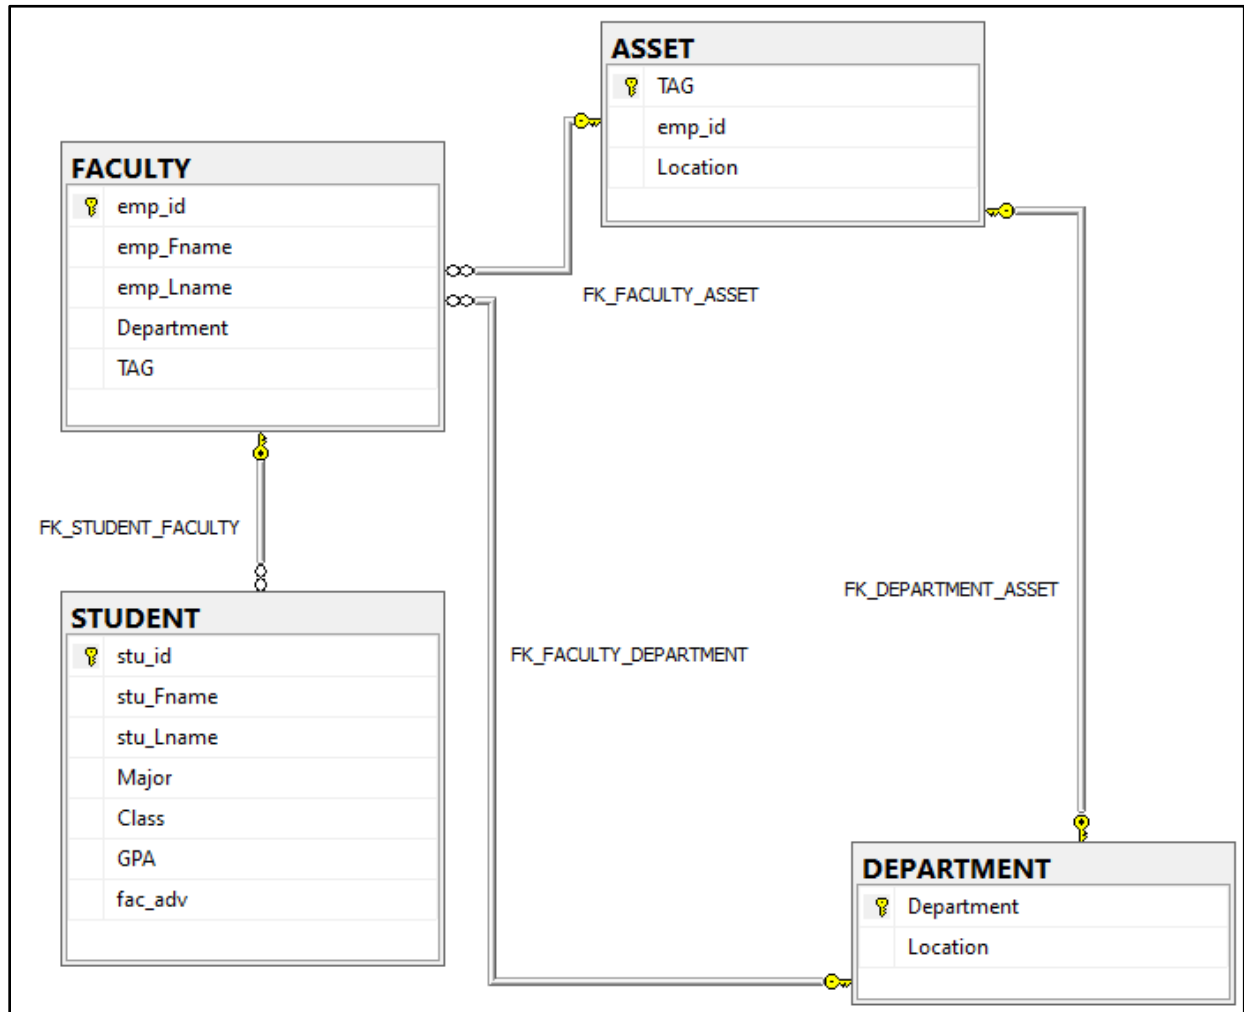 ASSET
TAG
emp_id
Location
FACULTY
emp_id
emp_Fname
emp_Lname
Department
TAG
FK_FACULTY_ASSET
FK_STUDENT_FACULTY
FK_DEPARTMENT_ASSET
FK_FACULTY_DEPARTMENT
STUDENT
stu_id
stu_Fname
stu_Lname
Major
Class
GPA
fac_adv
DEPARTMENT
Department
Location